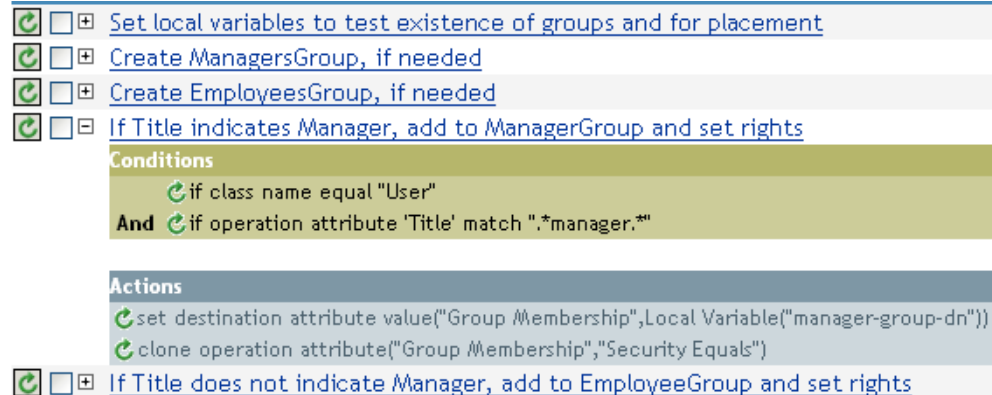 Set local variables to test existence of groups and for placement
Create ManagersGroup, if needed
Create EmployeesGroup, if needed
If Title indicates Manager, add to ManagerGroup and set rights
Conditions
if class name equal "User"
And if operation attribute 'Title' match ".*manager.*"
Actions
set destination attribute value("Group Membership",Local Variable("manager-group-dn"))
clone operation attribute("Group Membership","Security Equals")
If Title does not indicate Manager, add to EmployeeGroup and set rights